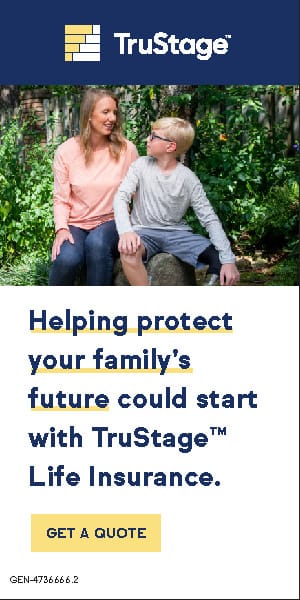 TruStage™
Helping protect
your family's
future could start
with TruStage™
Life Insurance.
GET A QUOTE
GEN-4736666.2